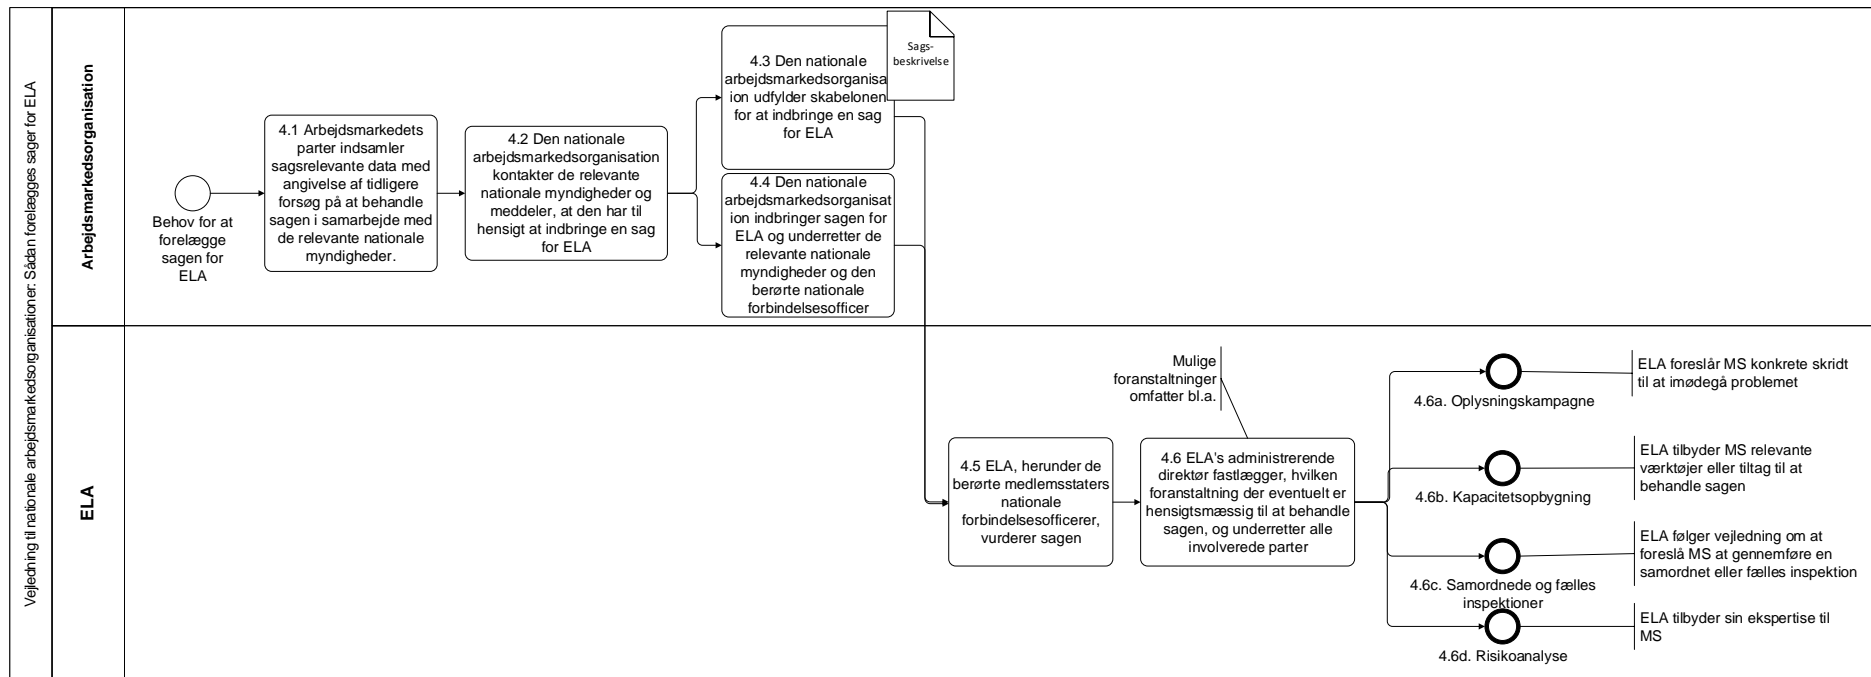 Vejledning til nationale arbejdsmarkedsorganisationer: Sådan forelægges sager for ELA
Arbejdsmarkedsorganisation
Behov for at
forelægge
sagen for
ELA
4.1 Arbejdsmarkedets
parter indsamler
sagsrelevante data med
angivelse af tidligere
forsøg på at behandle
sagen i samarbejde med
de relevante nationale
myndigheder.
4.2 Den nationale
arbejdsmarkedsorganisation
kontakter de relevante
nationale myndigheder og
meddeler, at den har til
hensigt at indbringe en sag
for ELA
4.3 Den nationale
arbejdsmarkedsorganisa
ion udfylder skabelonen
for at indbringe en sag
for ELA
Sags-
beskrivelse
4.4 Den nationale
arbejdsmarkedsorganisat
ion indbringer sagen for
ELA og underretter de
relevante nationale
myndigheder og den
berørte nationale
forbindelsesofficer
ELA
4.5 ELA, herunder de
berørte medlemsstaters
nationale
forbindelsesofficerer,
vurderer sagen
Mulige
foranstaltninger
omfatter bl.a.
4.6 ELA's administrerende
direktør fastlægger, hvilken
foranstaltning der eventuelt er
hensigtsmæssig til at behandle
sagen, og underretter alle
involverede parter
4.6a. Oplysningskampagne
ELA foreslår MS konkrete skridt
til at imødegå problemet
4.6b. Kapacitetsopbygning
ELA tilbyder MS relevante
værktøjer eller tiltag til at
behandle sagen
4.6c. Samordnede og fælles
inspektioner
ELA følger vejledning om at
foreslå MS at gennemføre en
samordnet eller fælles inspektion
4.6d. Risikoanalyse
ELA tilbyder sin ekspertise til
MS